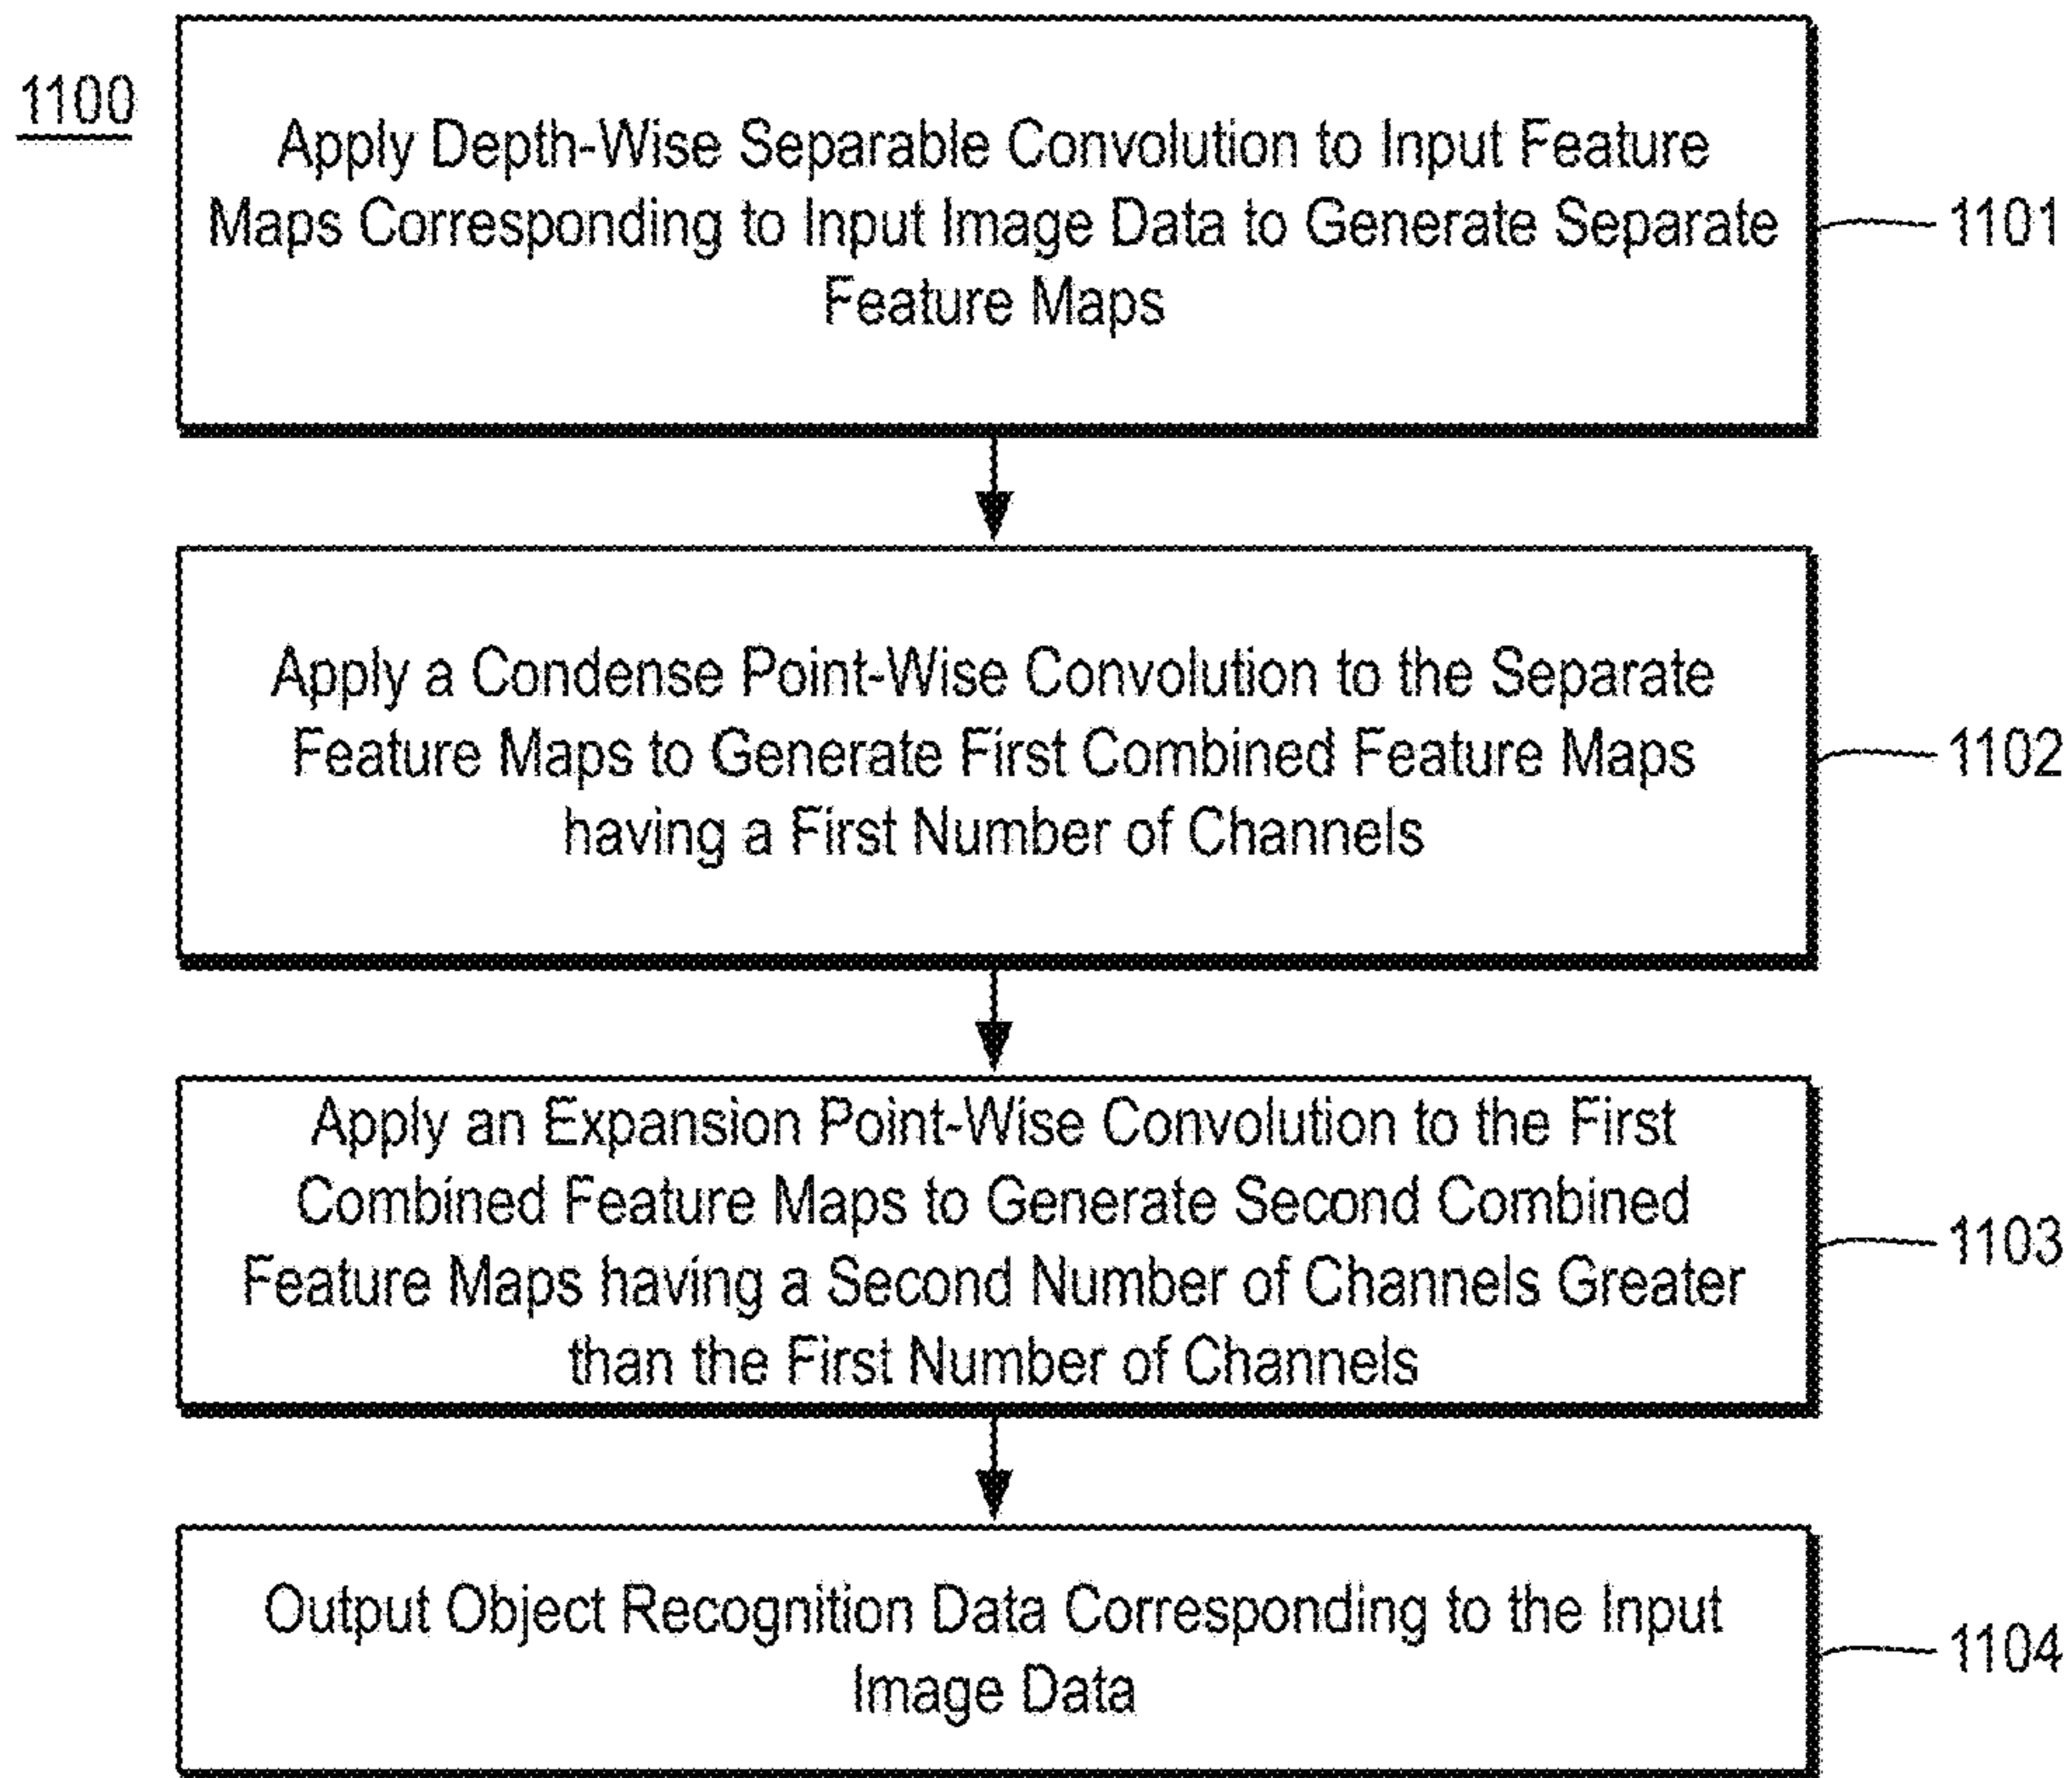 1100
Apply Depth-Wise Separable Convolution to Input Feature
Maps Corresponding to Input Image Data to Generate Separate
Feature Maps
1101
Apply a Condense Point-Wise Convolution to the Separate
Feature Maps to Generate First Combined Feature Maps
having a First Number of Channels
1102
Apply an Expansion Point-Wise Convolution to the First
Combined Feature Maps to Generate Second Combined
Feature Maps having a Second Number of Channels Greater
than the First Number of Channels
1103
Output Object Recognition Data Corresponding to the Input
Image Data
1104